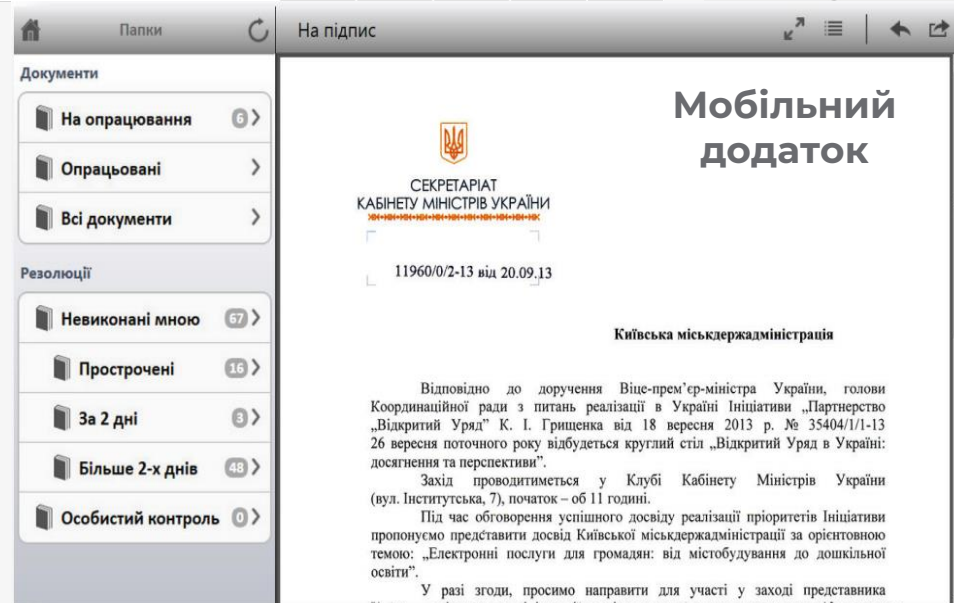 Папки
На підпис
Документи
На опрацювання 6
Опрацьовані
Всі документи
Резолюції
Невиконані мною 67
Прострочені 16
За 2 дні 3
Більше 2-х днів 48
Особистий контроль 0
Мобільний
додаток
СЕКРЕТАРІАТ
КАБІНЕТУ МІНІСТРІВ УКРАЇНИ
11960/0/2-13 від 20.09.13
Київська міськдержадміністрація
Відповідно до доручення Віце-прем’єр-міністра України, голови
Координаційної ради з питань реалізації в Україні Ініціативи „Партнерство
„Відкритий Уряд” К. І. Грищенка від 18 вересня 2013 р. № 35404/1/1-13
26 вересня поточного року відбудеться круглий стіл „Відкритий Уряд в Україні:
досягнення та перспективи”.
Захід проводитиметься у Клубі Кабінету Міністрів України
(вул. Інститутська, 7), початок – об 11 годині.
Під час обговорення успішного досвіду реалізації пріоритетів Ініціативи
пропонуємо представити досвід Київської міськдержадміністрації за орієнтовною
темою: „Електронні послуги для громадян: від містобудування до дошкільної
освіти”.
У разі згоди, просимо направити для участі у заході представника